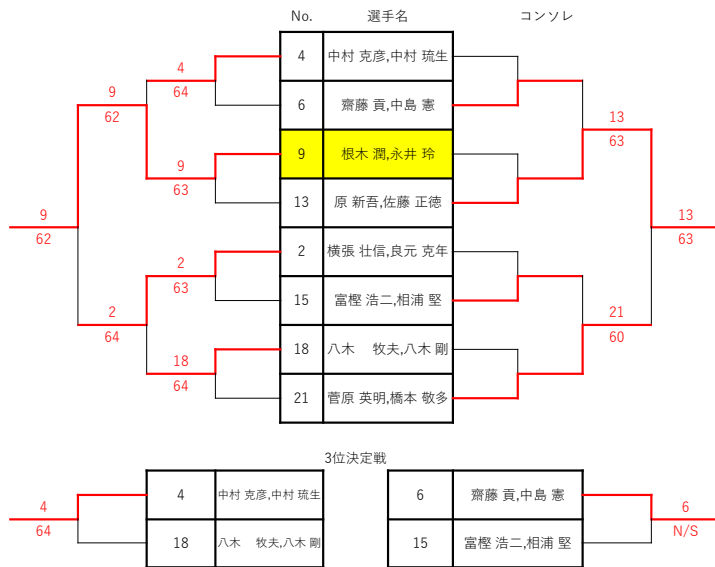 No. 選手名 コンソレ
4 中村 克彦,中村 琉生
4
64
9
62
6 齋藤 貢,中島 憲
13
63
9 根木 潤,永井 玲
9
63
13 原 新吾,佐藤 正徳
9
62
13
63
2 横張 壮信,良元 克年
2
63
15 富樫 浩二,相浦 堅
2
64
21
60
18 八木　牧夫,八木 剛
18
64
21 菅原 英明,橋本 敬多
3位決定戦
4 中村 克彦,中村 琉生
4
64
18 八木　牧夫,八木 剛
6 齋藤 貢,中島 憲
6
N/S
15 富樫 浩二,相浦 堅